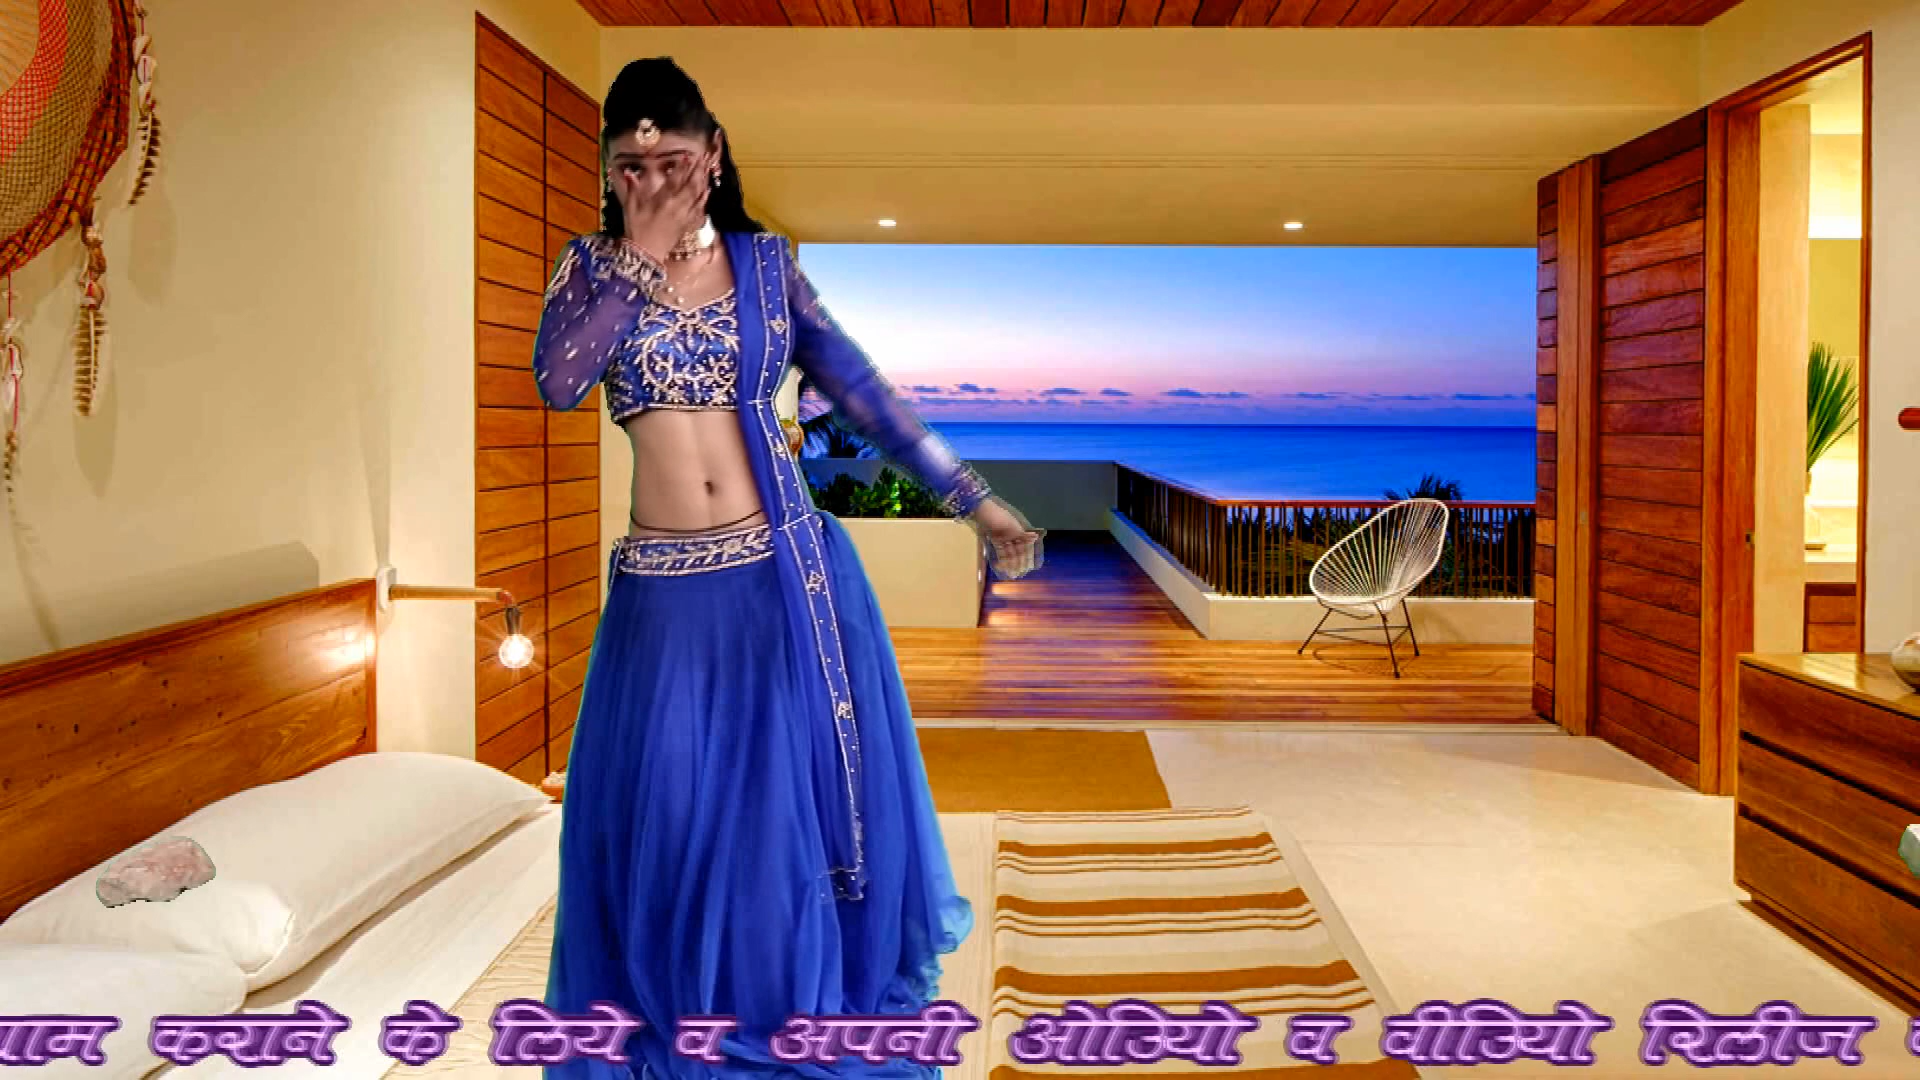 कराने के लिये व अपनी ओडियो व वीडियो रिलीज